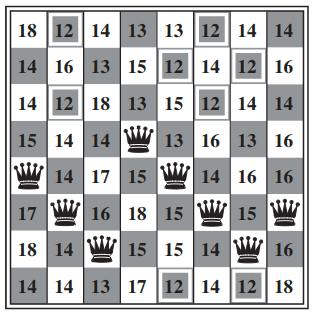 18 12 14 13 13 12 14 14
14 16 13 15 12 14 12 16
14 12 18 13 15 12 14 14
15 14 14 13 16 13 16
14 17 15 14 16 16
17 16 18 15 15
18 14 15 15 14 16
14 14 13 17 12 14 12 18